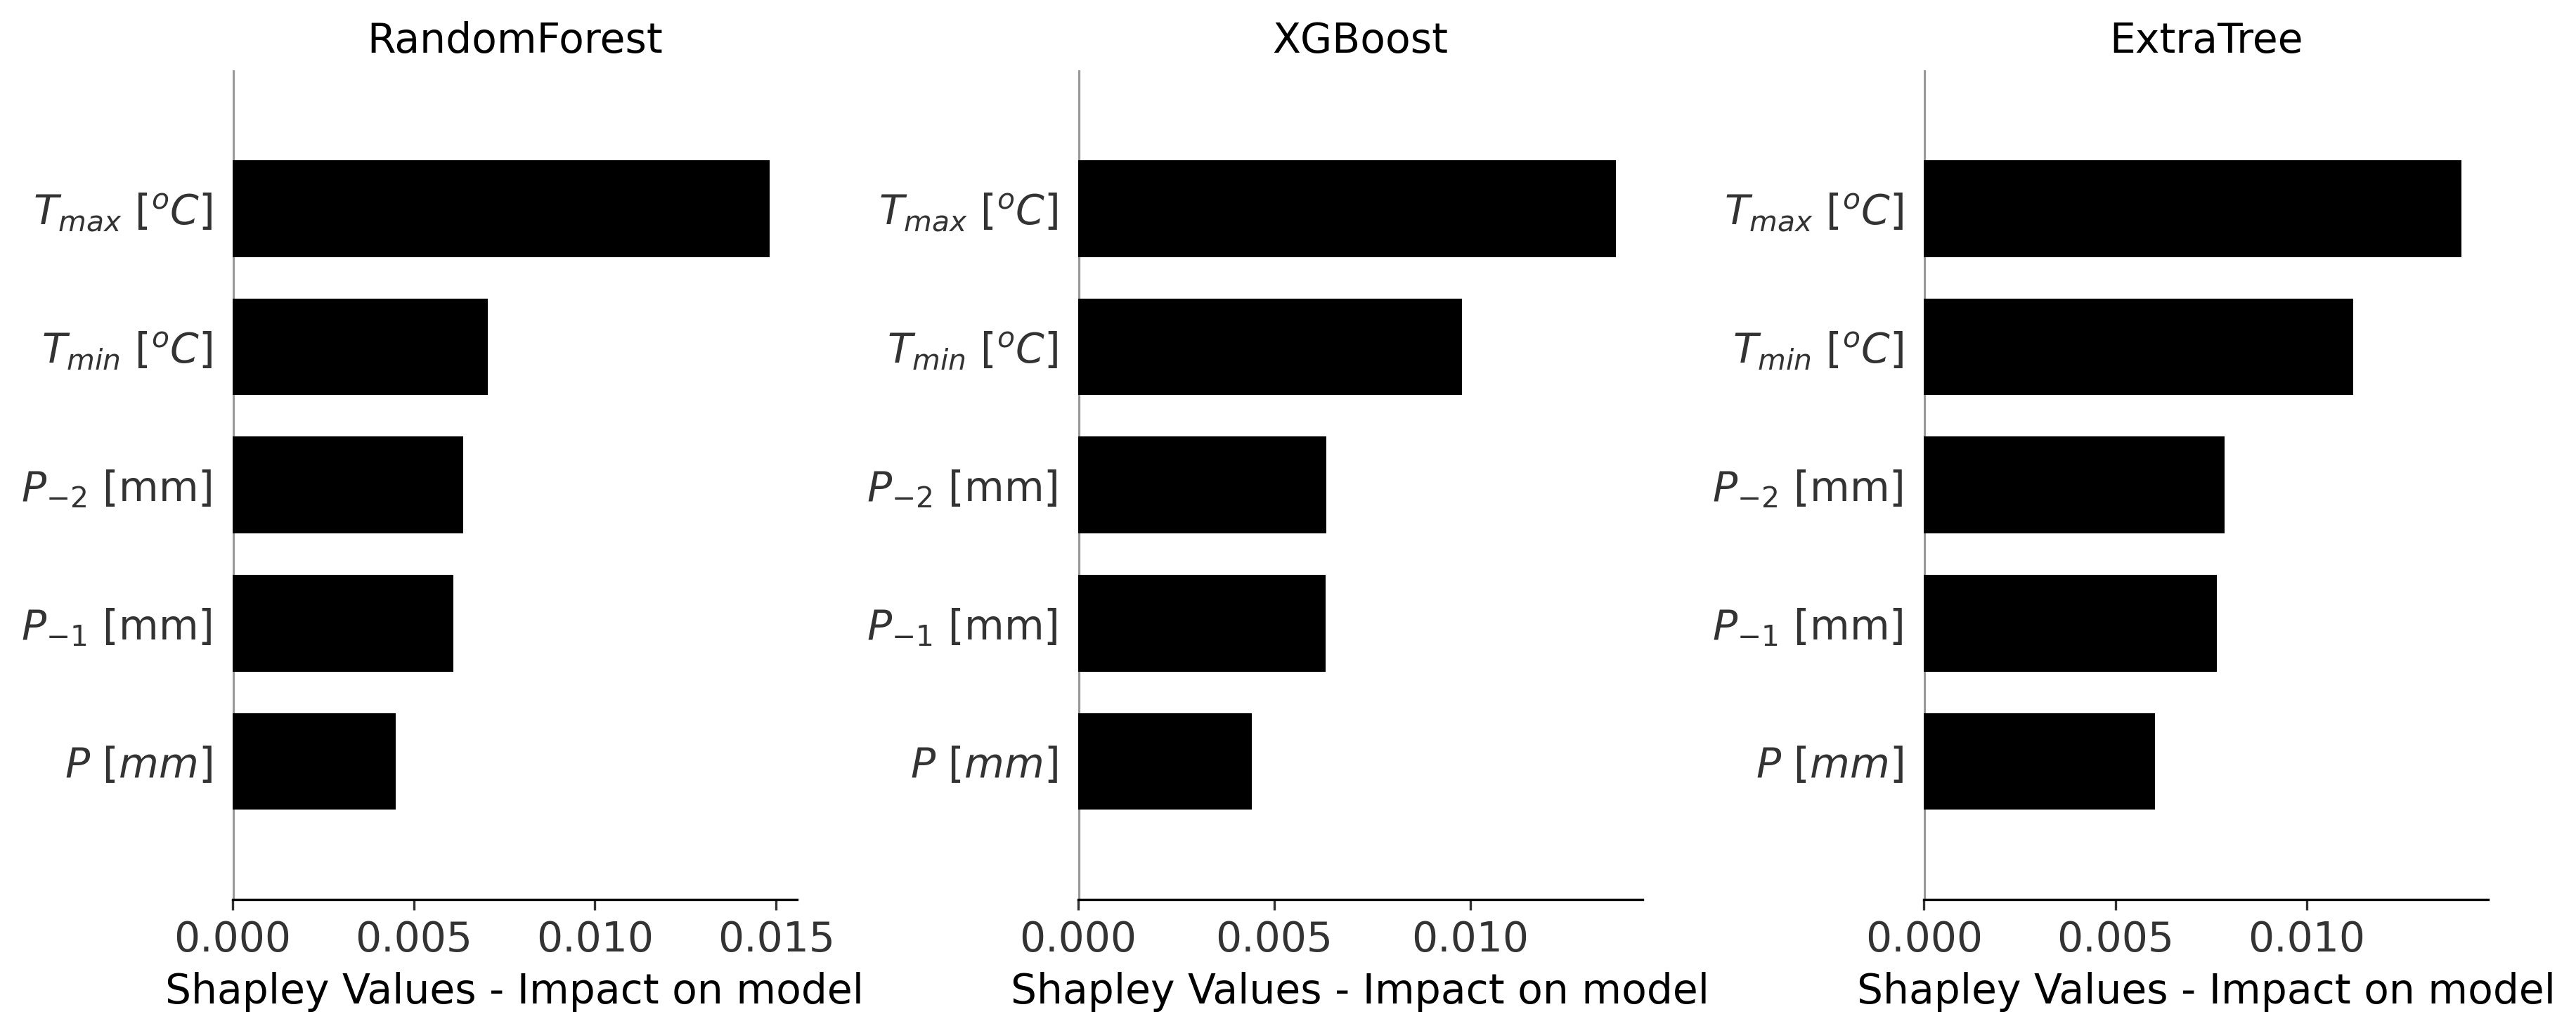 RandomForest
T_max [°C]
T_min [°C]
P_−2 [mm]
P_−1 [mm]
P [mm]
0.000 0.005 0.010 0.015
Shapley Values - Impact on model
XGBoost
T_max [°C]
T_min [°C]
P_−2 [mm]
P_−1 [mm]
P [mm]
0.000 0.005 0.010
Shapley Values - Impact on model
ExtraTree
T_max [°C]
T_min [°C]
P_−2 [mm]
P_−1 [mm]
P [mm]
0.000 0.005 0.010
Shapley Values - Impact on model